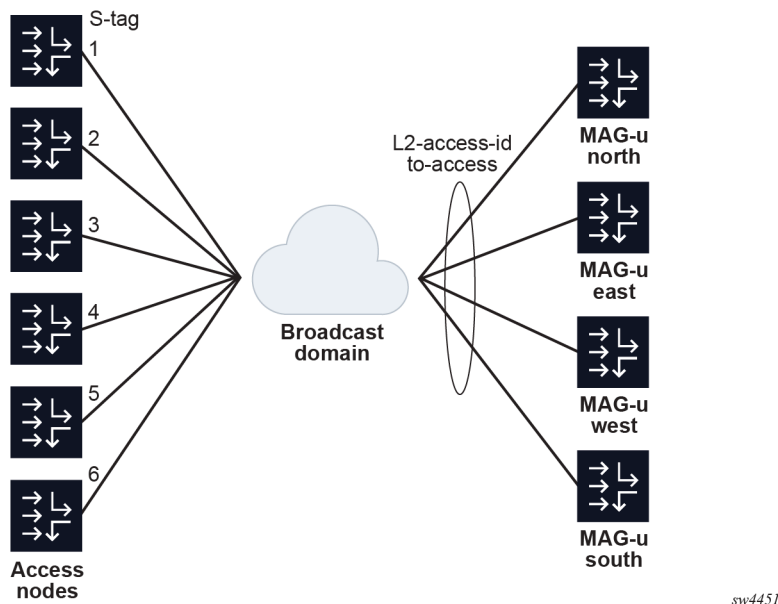 S-tag
1
2
3
4
5
6
Access
nodes
Broadcast
domain
L2-access-id
to-access
MAG-u
north
MAG-u
east
MAG-u
west
MAG-u
south
sw4451